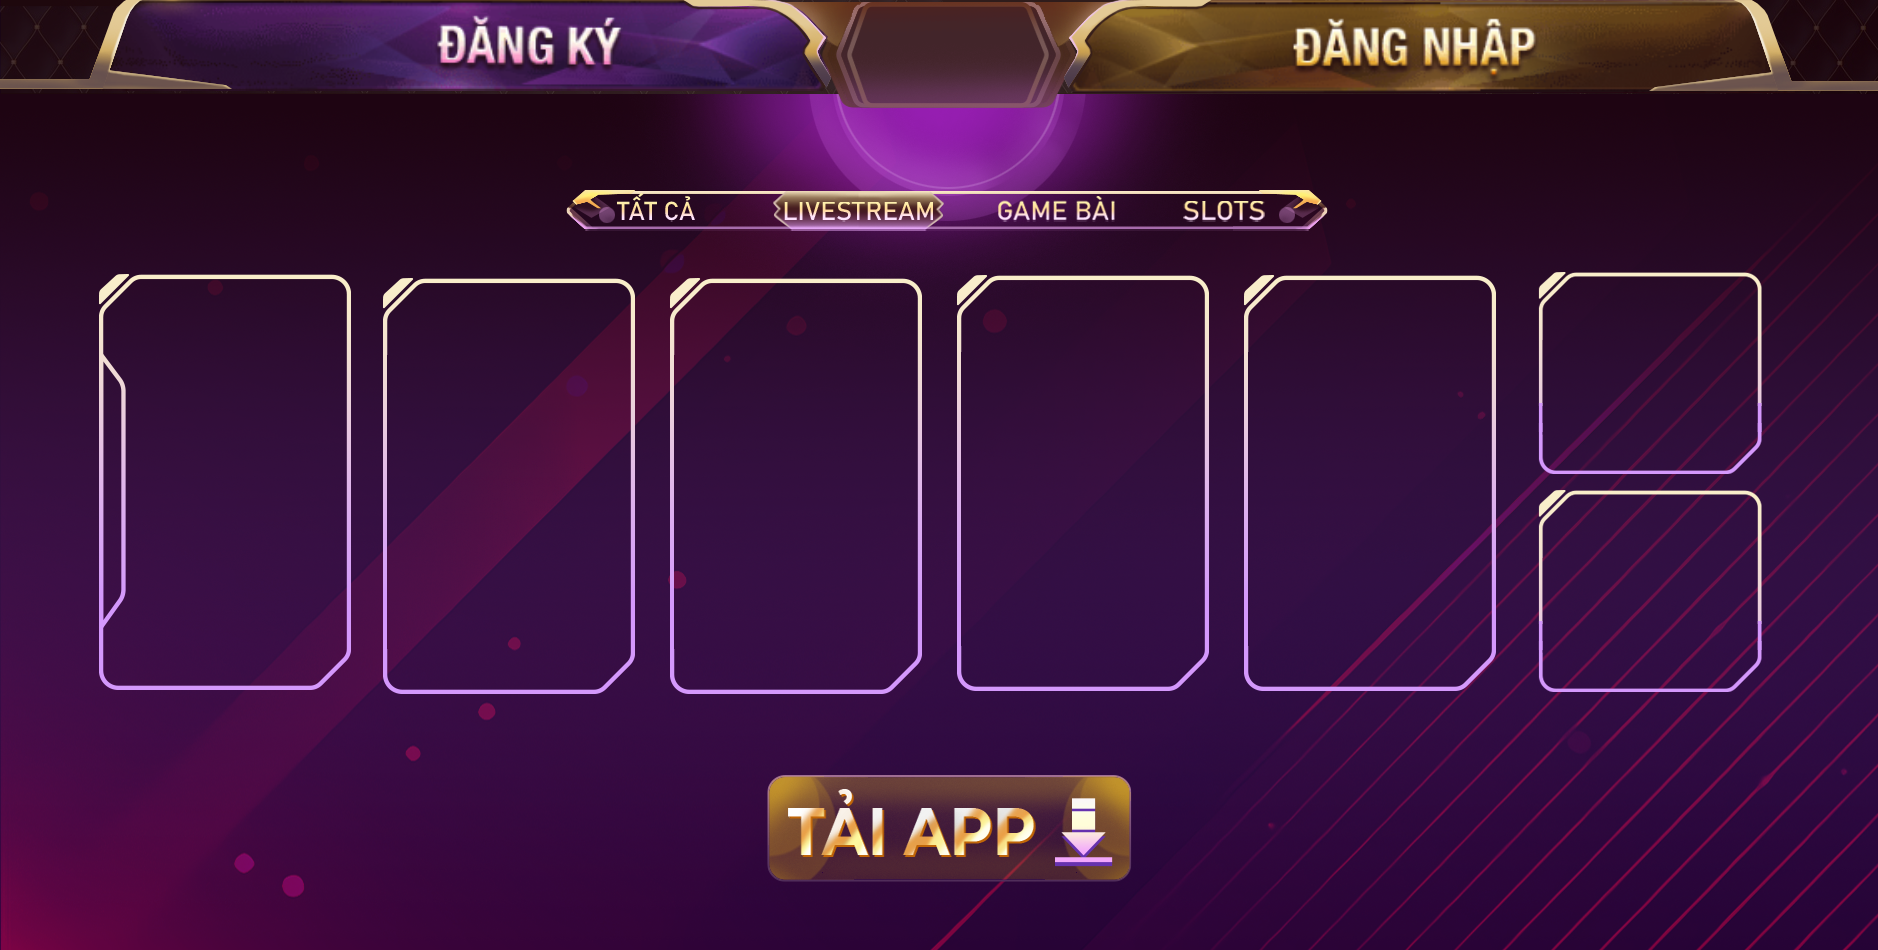 ĐĂNG KÝ
ĐĂNG NHẬP
TẤT CẢ
LIVESTREAM
GAME BÀI
SLOTS
TẢI APP